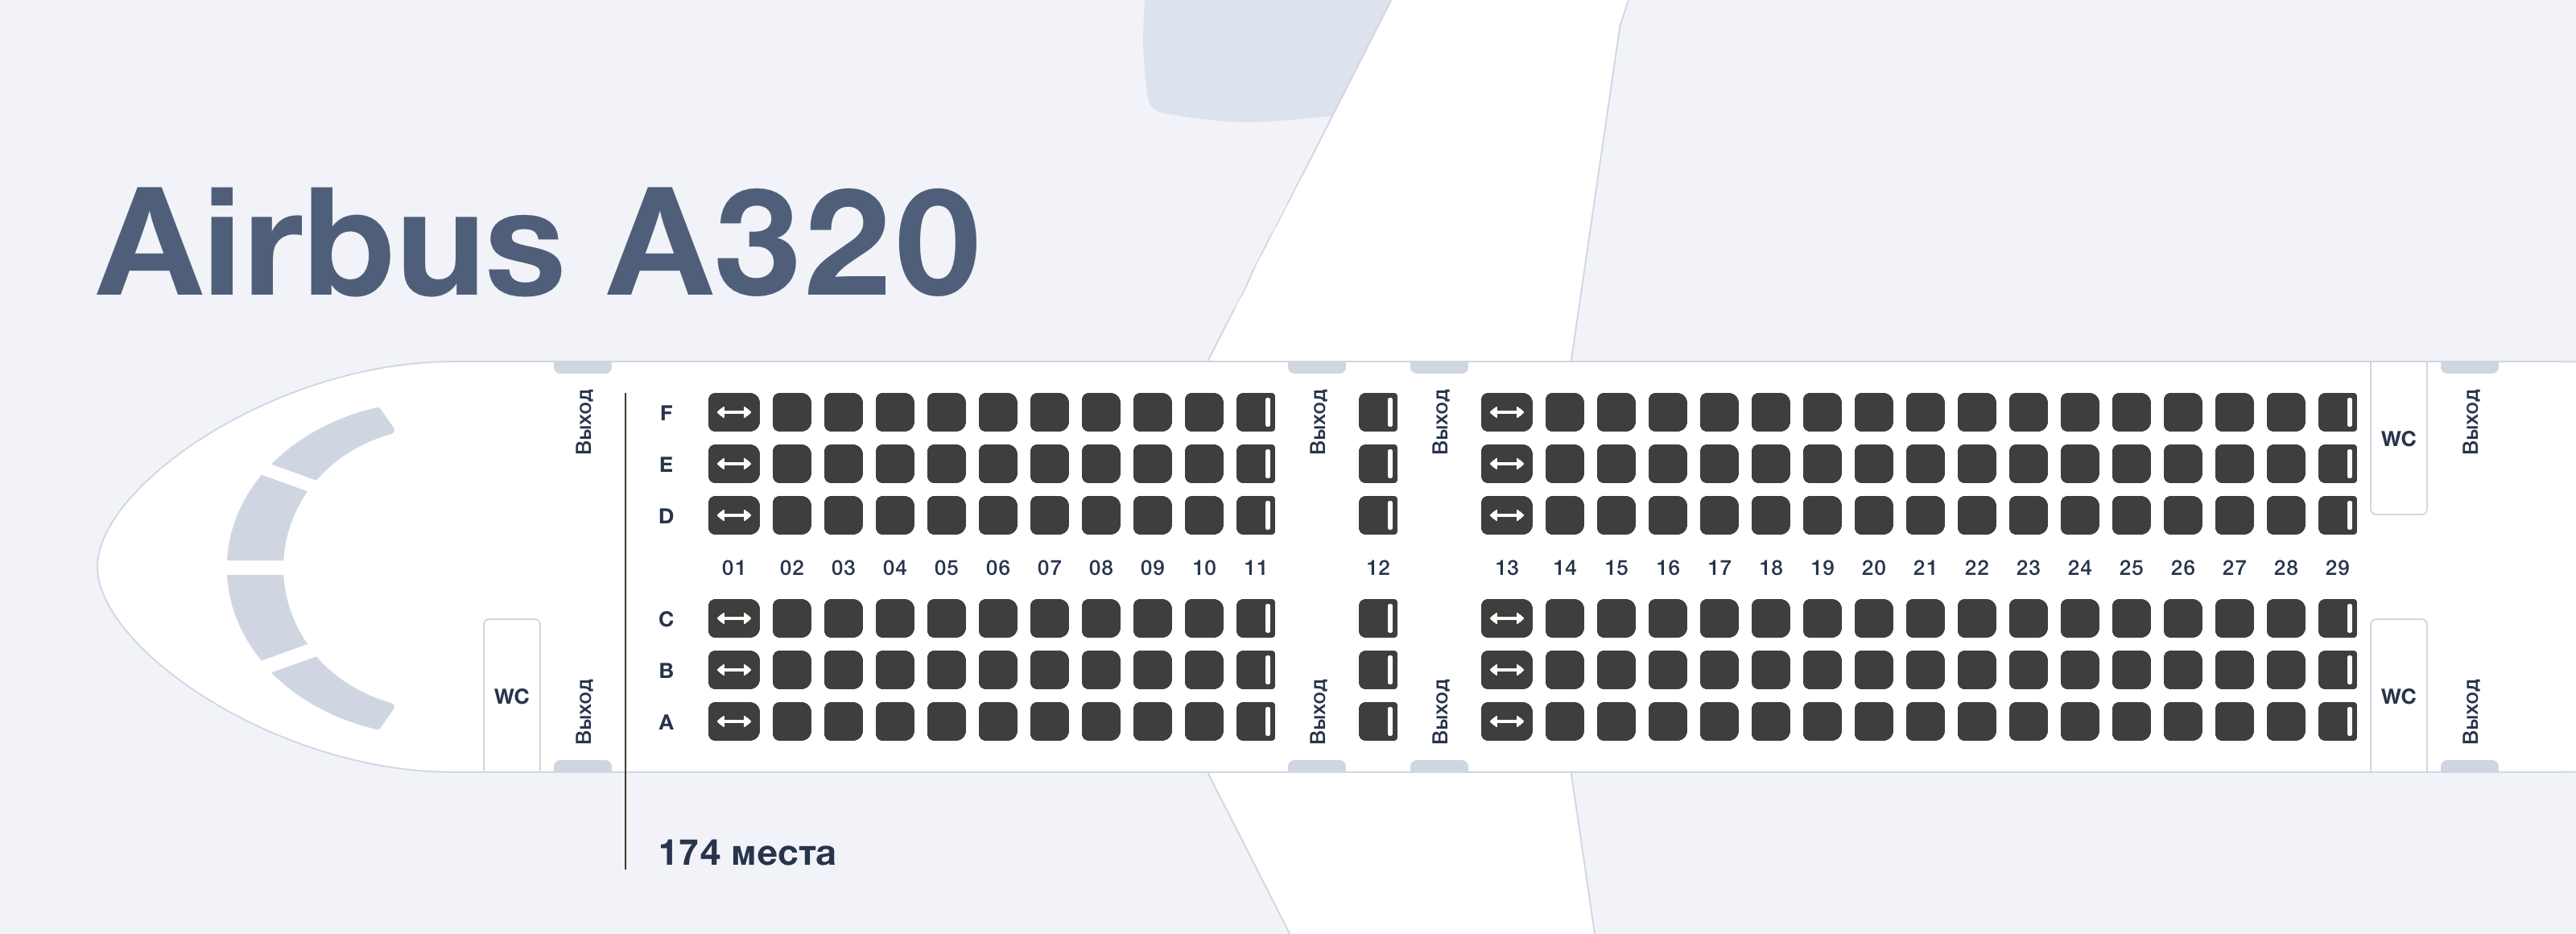 Airbus A320
Выход Выход Выход Выход
F
E
WC
D
01 02 03 04 05 06 07 08 09 10 11 12 13 14 15 16 17 18 19 20 21 22 23 24 25 26 27 28 29
C
B
WC WC
A
Выход Выход Выход Выход
174 места